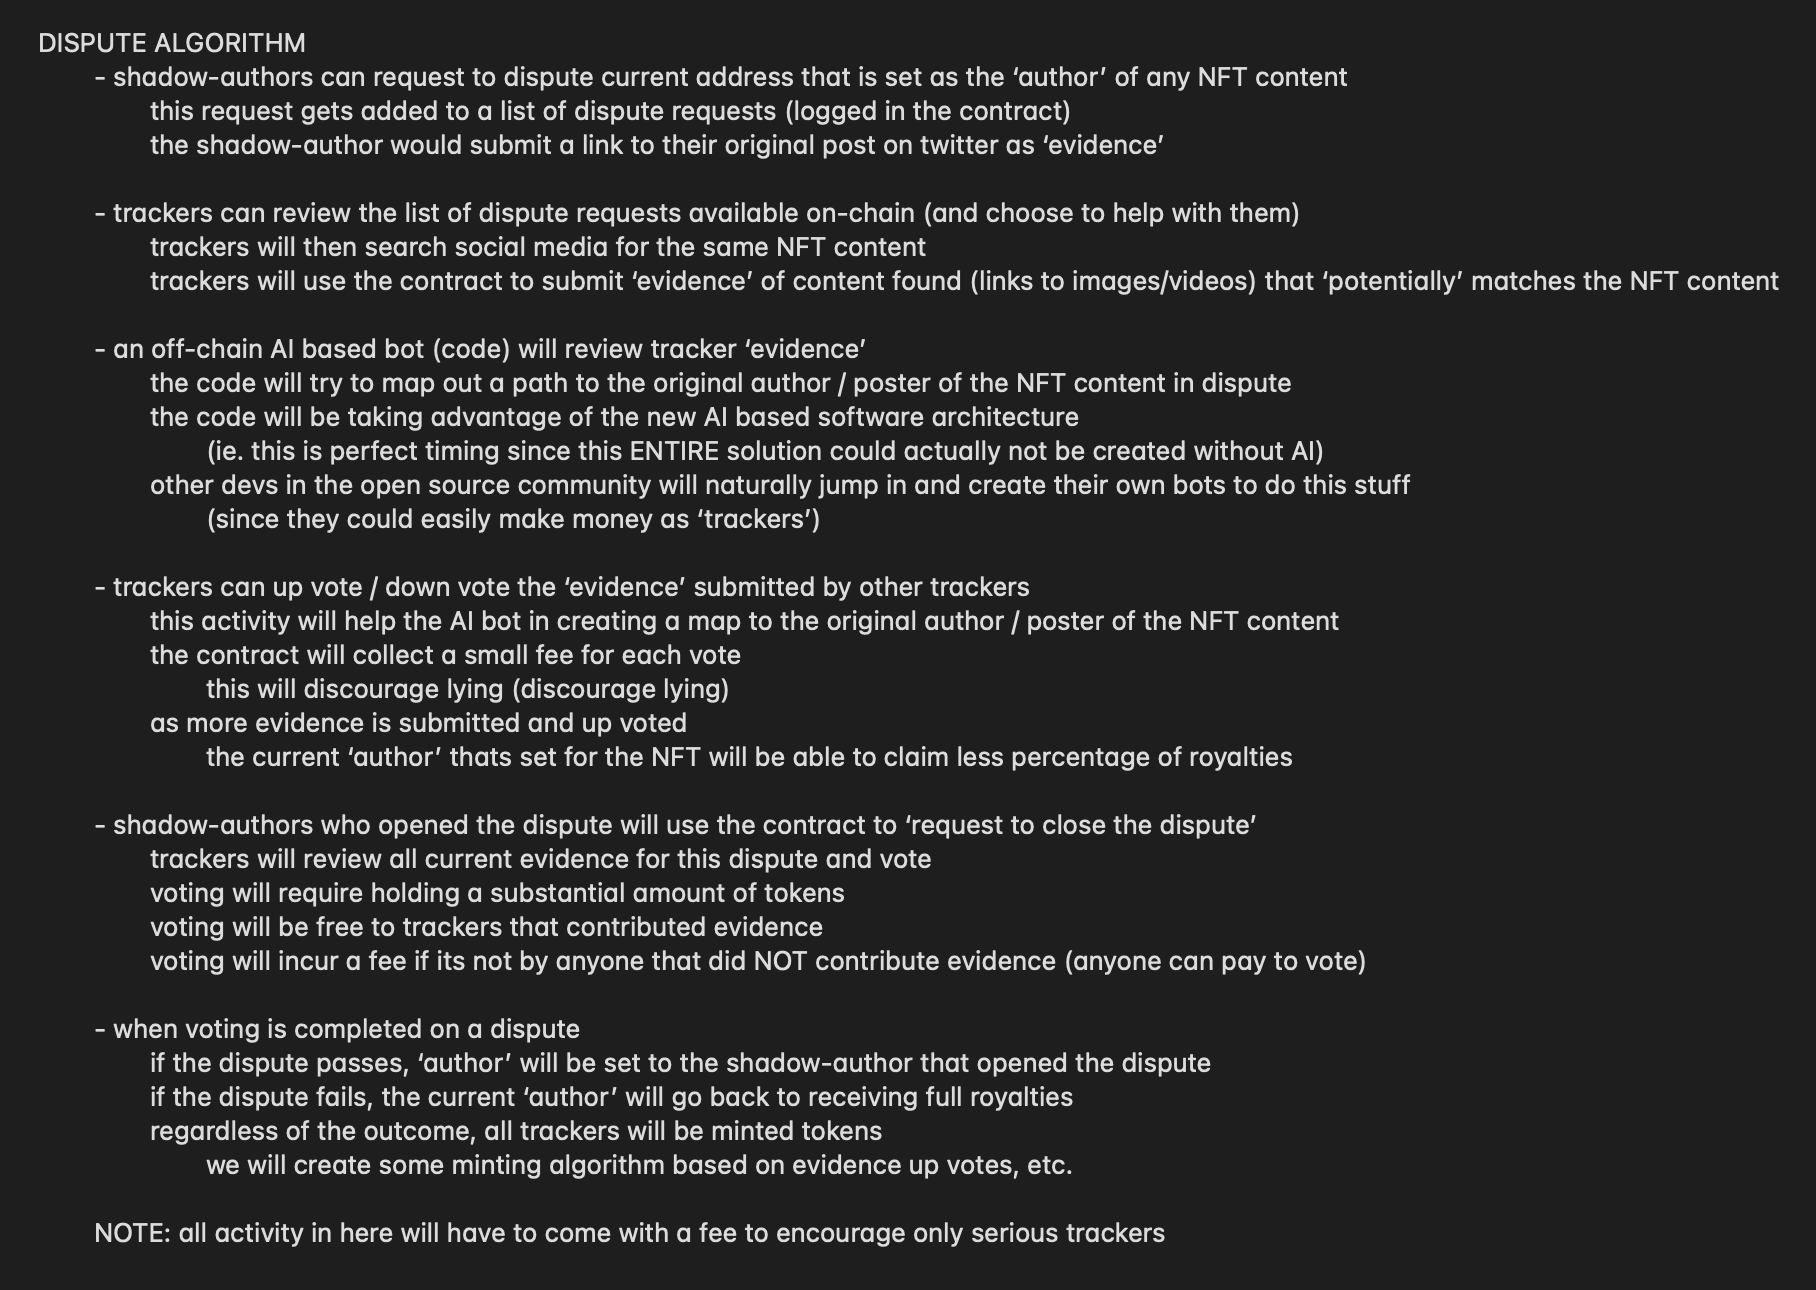 DISPUTE ALGORITHM
- shadow-authors can request to dispute current address that is set as the ‘author’ of any NFT content
this request gets added to a list of dispute requests (logged in the contract)
the shadow-author would submit a link to their original post on twitter as ‘evidence’
- trackers can review the list of dispute requests available on-chain (and choose to help with them)
trackers will then search social media for the same NFT content
trackers will use the contract to submit ‘evidence’ of content found (links to images/videos) that ‘potentially’ matches the NFT content
- an off-chain AI based bot (code) will review tracker ‘evidence’
the code will try to map out a path to the original author / poster of the NFT content in dispute
the code will be taking advantage of the new AI based software architecture
(ie. this is perfect timing since this ENTIRE solution could actually not be created without AI)
other devs in the open source community will naturally jump in and create their own bots to do this stuff
(since they could easily make money as ‘trackers’)
- trackers can up vote / down vote the ‘evidence’ submitted by other trackers
this activity will help the AI bot in creating a map to the original author / poster of the NFT content
the contract will collect a small fee for each vote
this will discourage lying (discourage lying)
as more evidence is submitted and up voted
the current ‘author’ thats set for the NFT will be able to claim less percentage of royalties
- shadow-authors who opened the dispute will use the contract to ‘request to close the dispute’
trackers will review all current evidence for this dispute and vote
voting will require holding a substantial amount of tokens
voting will be free to trackers that contributed evidence
voting will incur a fee if its not by anyone that did NOT contribute evidence (anyone can pay to vote)
- when voting is completed on a dispute
if the dispute passes, ‘author’ will be set to the shadow-author that opened the dispute
if the dispute fails, the current ‘author’ will go back to receiving full royalties
regardless of the outcome, all trackers will be minted tokens
we will create some minting algorithm based on evidence up votes, etc.
NOTE: all activity in here will have to come with a fee to encourage only serious trackers